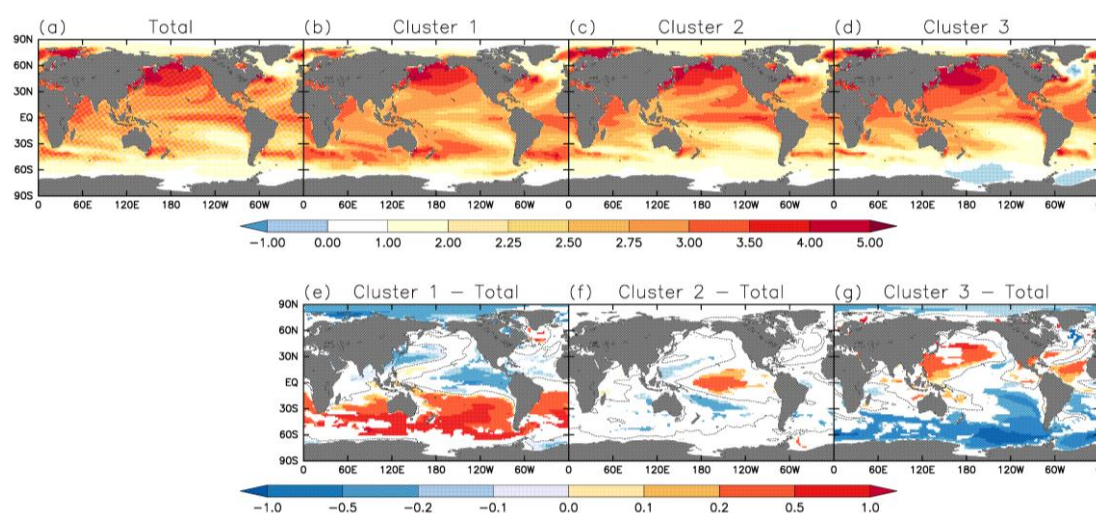 (a) Total (b) Cluster 1 (c) Cluster 2 (d) Cluster 3
90N
60N
30N
EQ
30S
60S
90S
0 60E 120E 180 120W 60W 0 60E 120E 180 120W 60W 0 60E 120E 180 120W 60W 0 60E 120E 180 120W 60W
−1.00 0.00 1.00 2.00 2.25 2.50 2.75 3.00 3.50 4.00 5.00
(e) Cluster 1 − Total (f) Cluster 2 − Total (g) Cluster 3 − Total
90N
60N
30N
EQ
30S
60S
90S
0 60E 120E 180 120W 60W 0 60E 120E 180 120W 60W 0 60E 120E 180 120W 60W
−1.0 −0.5 −0.2 −0.1 0.0 0.1 0.2 0.5 1.0